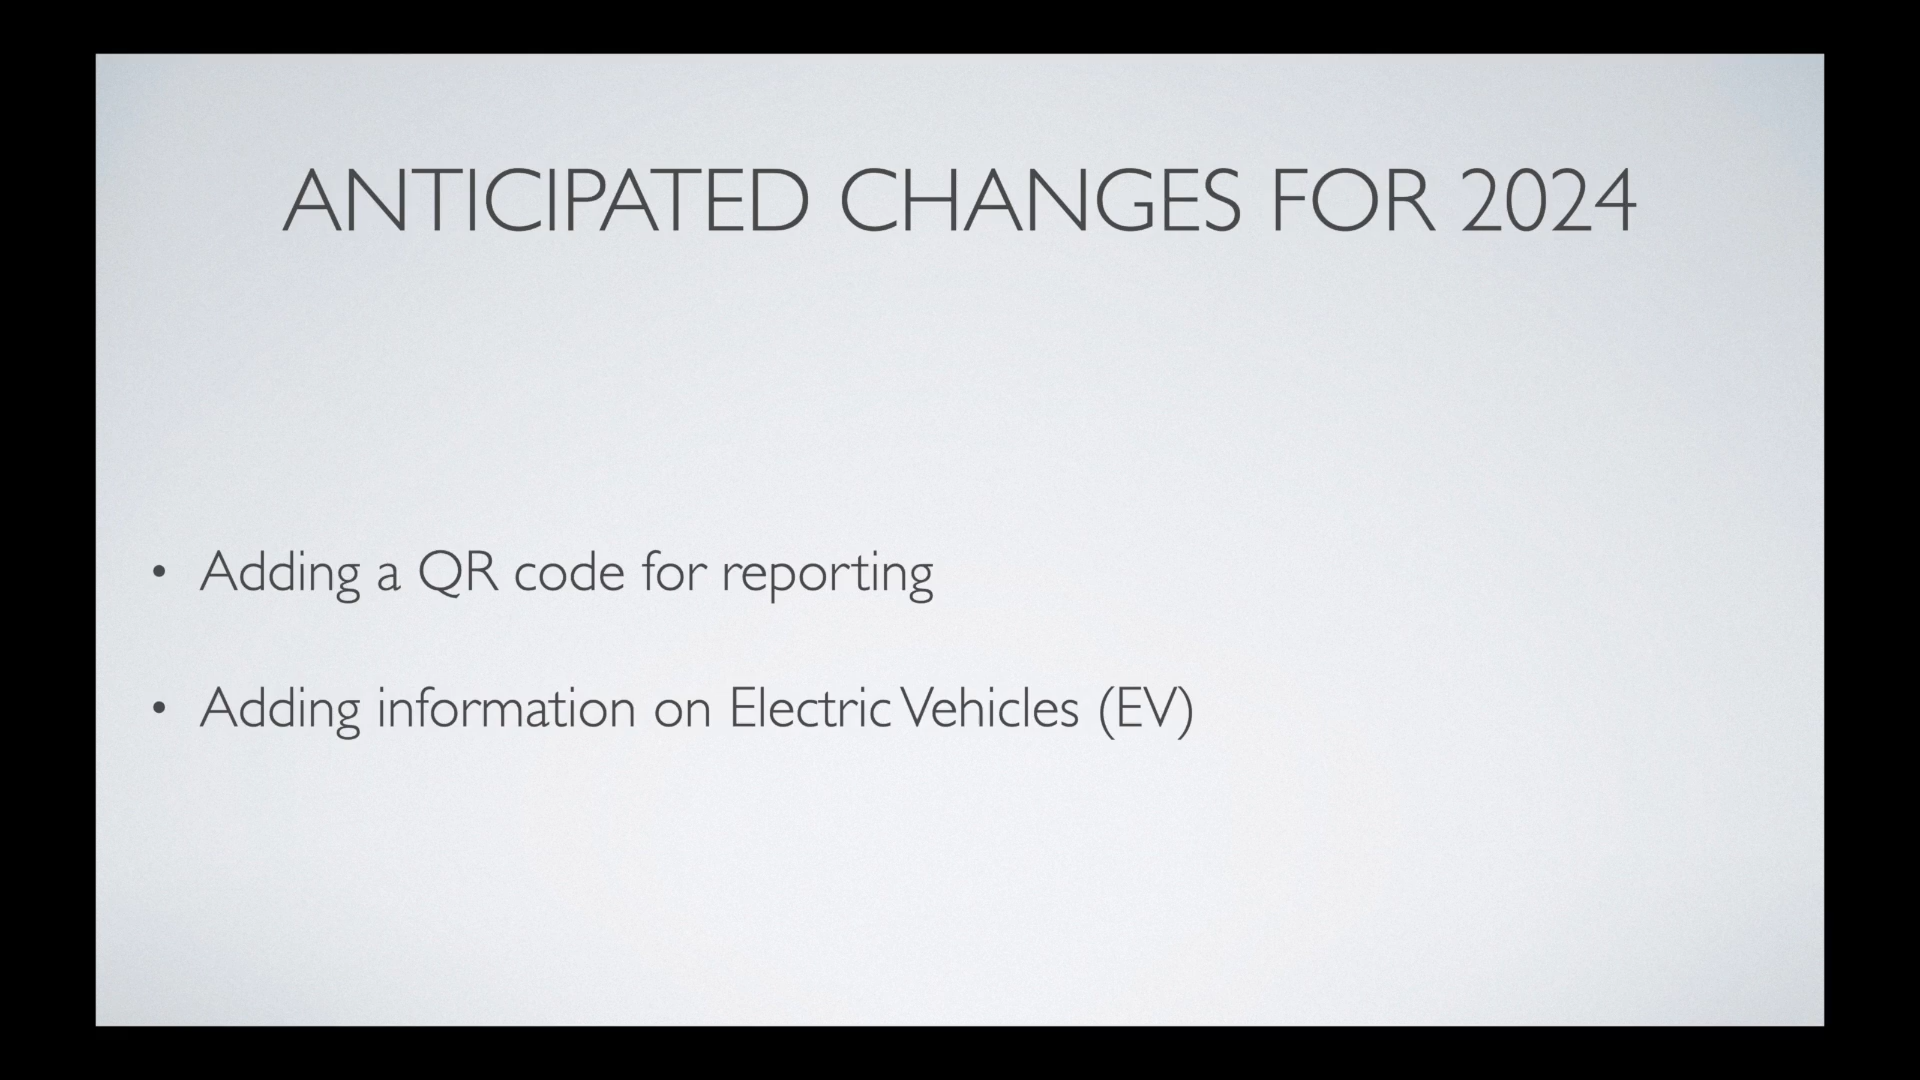 ANTICIPATED CHANGES FOR 2024
• Adding a QR code for reporting
• Adding information on Electric Vehicles (EV)